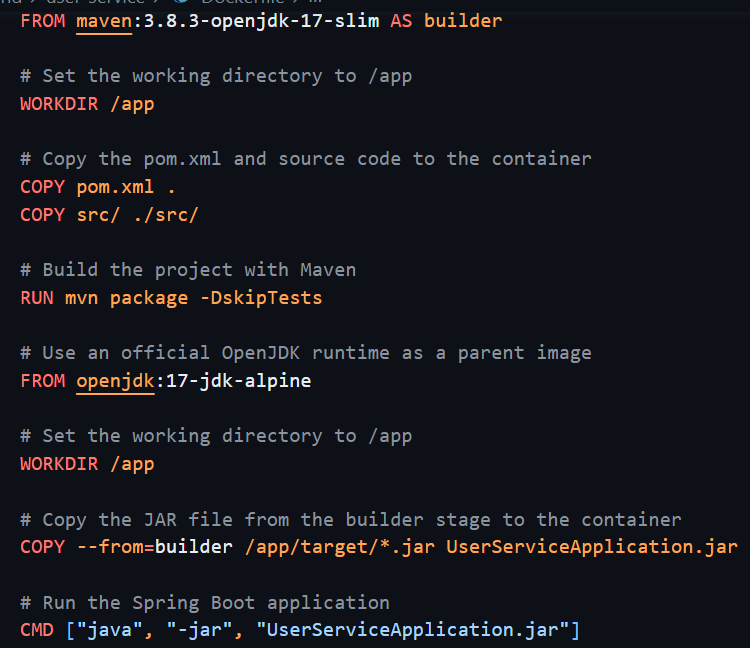 user-service Dockerfile ...
FROM maven:3.8.3-openjdk-17-slim AS builder
# Set the working directory to /app
WORKDIR /app
# Copy the pom.xml and source code to the container
COPY pom.xml .
COPY src/ ./src/
# Build the project with Maven
RUN mvn package -DskipTests
# Use an official OpenJDK runtime as a parent image
FROM openjdk:17-jdk-alpine
# Set the working directory to /app
WORKDIR /app
# Copy the JAR file from the builder stage to the container
COPY --from=builder /app/target/*.jar UserServiceApplication.jar
# Run the Spring Boot application
CMD ["java", "-jar", "UserServiceApplication.jar"]